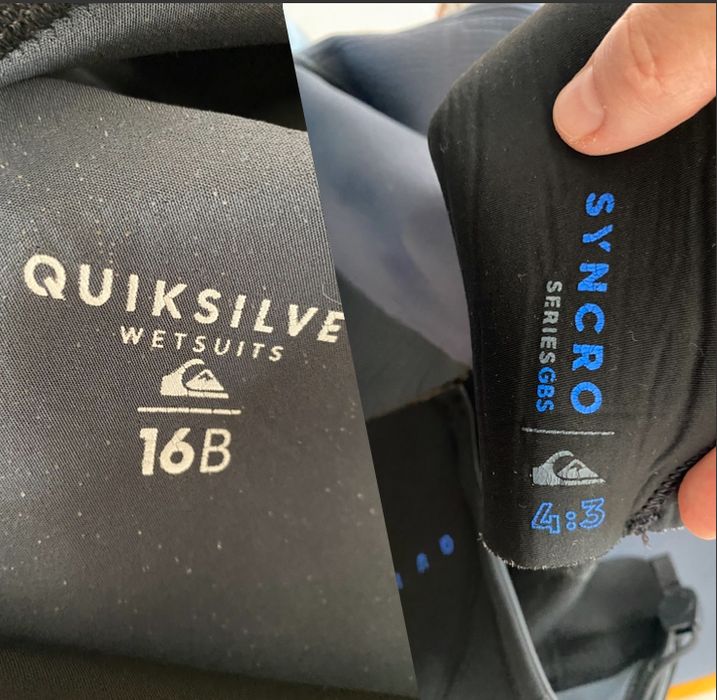 QUIKSILVE
WETSUITS
16B
SYNCRO
SERIES GBS
4:3